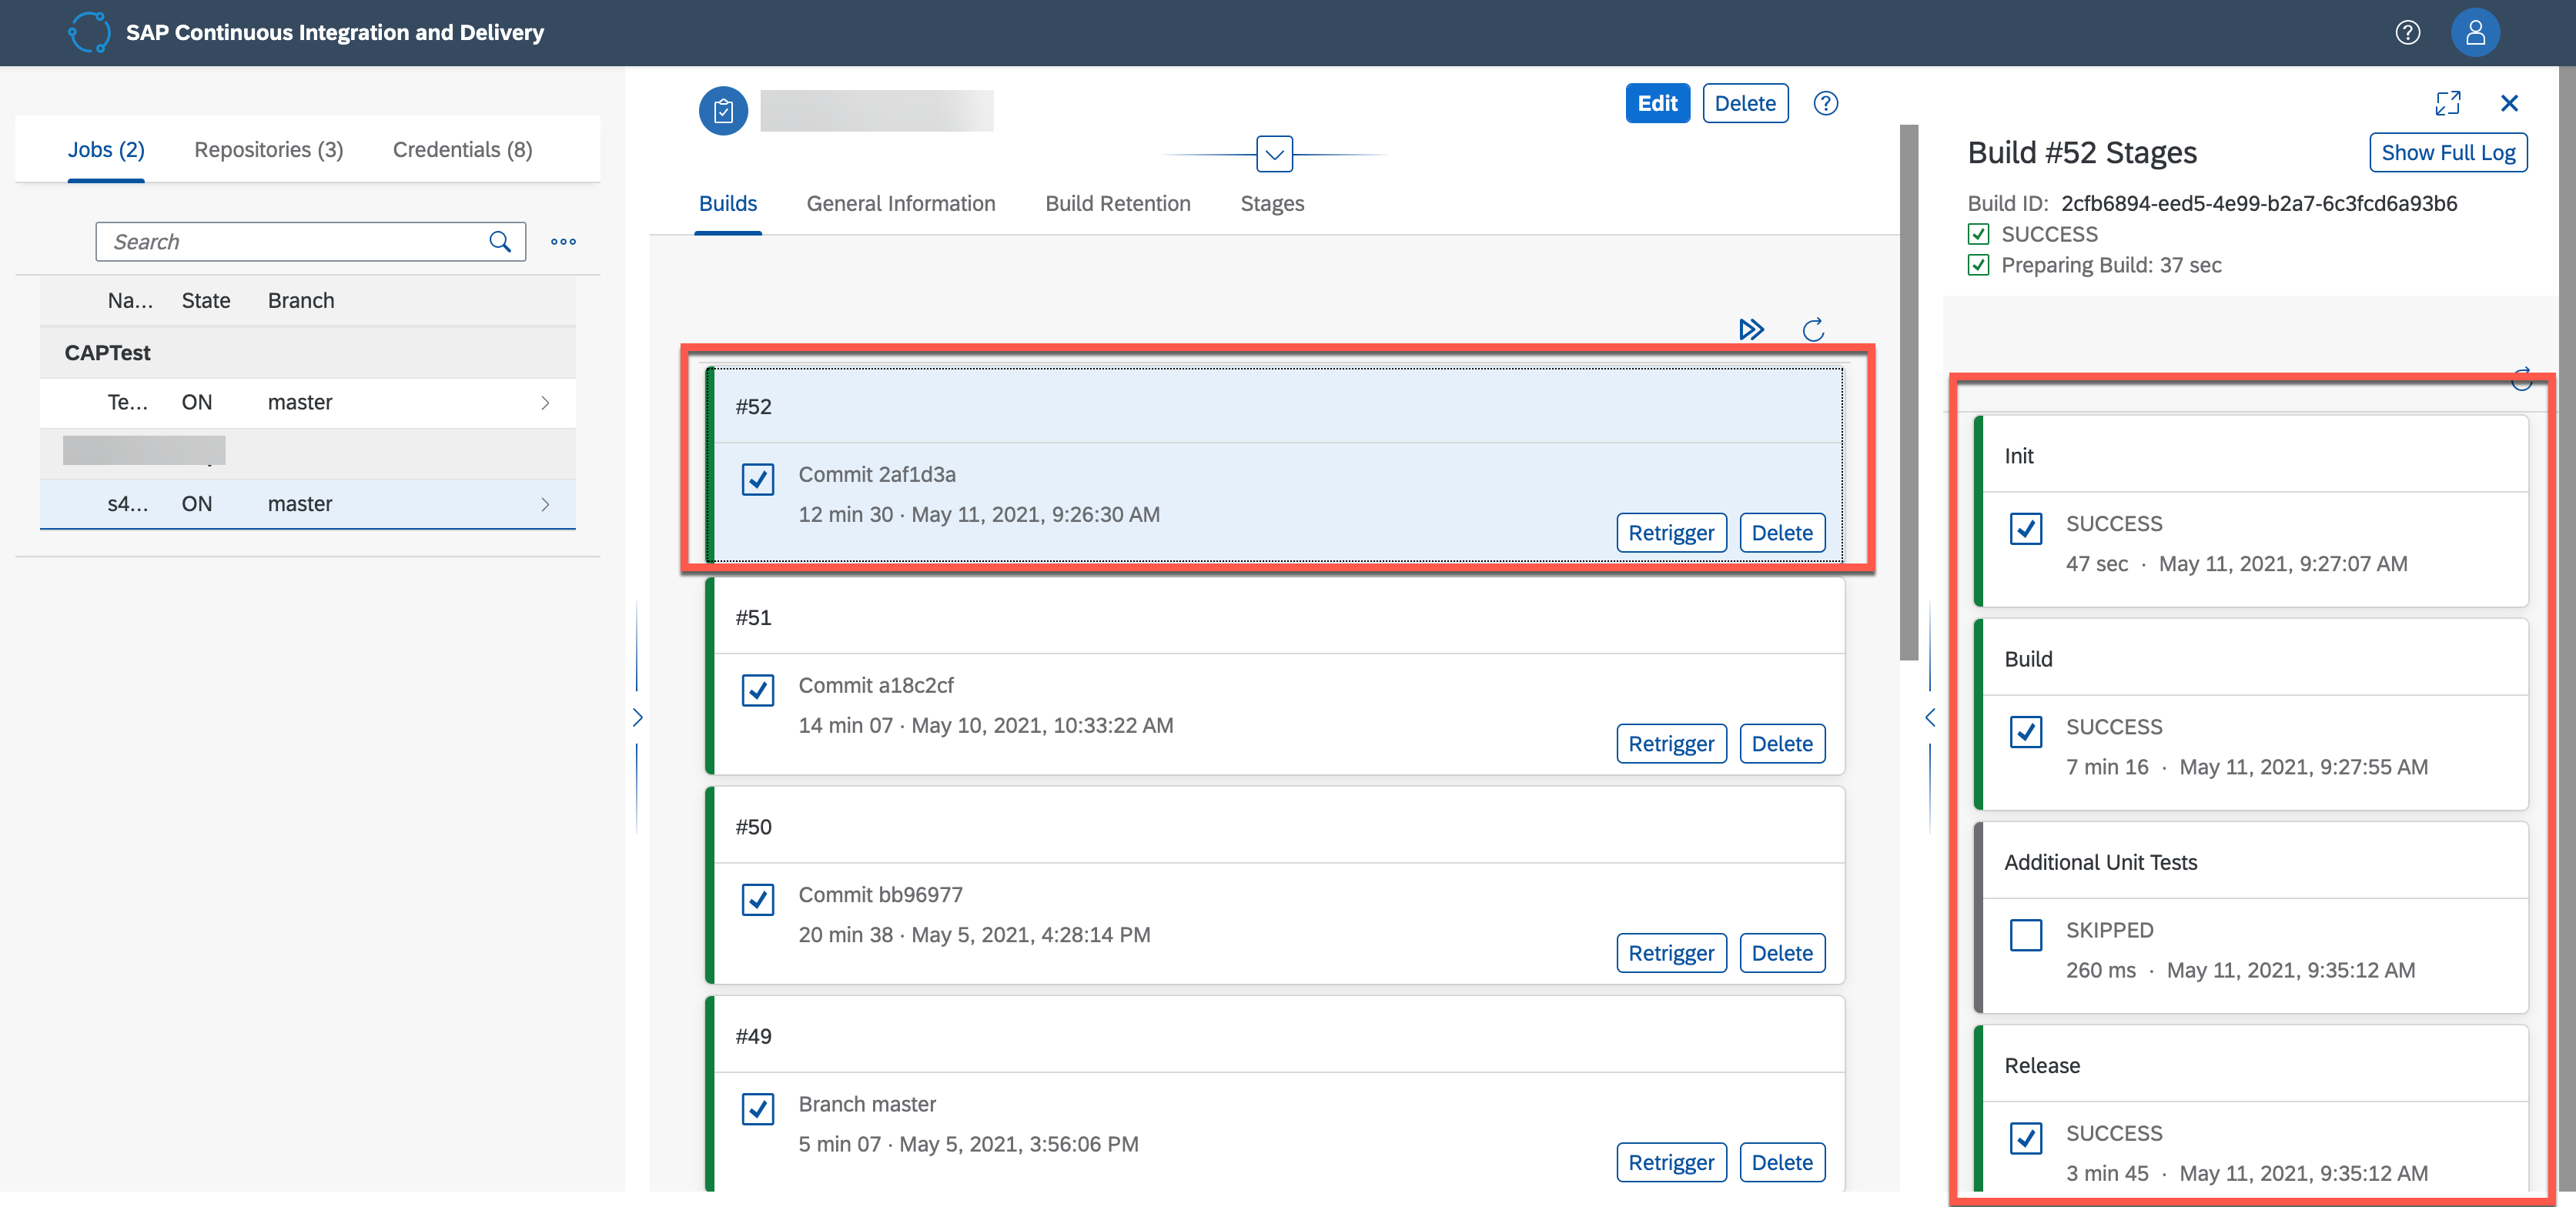 SAP Continuous Integration and Delivery
Jobs (2) Repositories (3) Credentials (8)
Search
Na... State Branch
CAPTest
Te... ON master
s4... ON master
Edit Delete
Builds General Information Build Retention Stages
#52
Commit 2af1d3a
12 min 30 · May 11, 2021, 9:26:30 AM
Retrigger Delete
#51
Commit a18c2cf
14 min 07 · May 10, 2021, 10:33:22 AM
Retrigger Delete
#50
Commit bb96977
20 min 38 · May 5, 2021, 4:28:14 PM
Retrigger Delete
#49
Branch master
5 min 07 · May 5, 2021, 3:56:06 PM
Retrigger Delete
Build #52 Stages
Show Full Log
Build ID: 2cfb6894-eed5-4e99-b2a7-6c3fcd6a93b6
SUCCESS
Preparing Build: 37 sec
Init
SUCCESS
47 sec · May 11, 2021, 9:27:07 AM
Build
SUCCESS
7 min 16 · May 11, 2021, 9:27:55 AM
Additional Unit Tests
SKIPPED
260 ms · May 11, 2021, 9:35:12 AM
Release
SUCCESS
3 min 45 · May 11, 2021, 9:35:12 AM